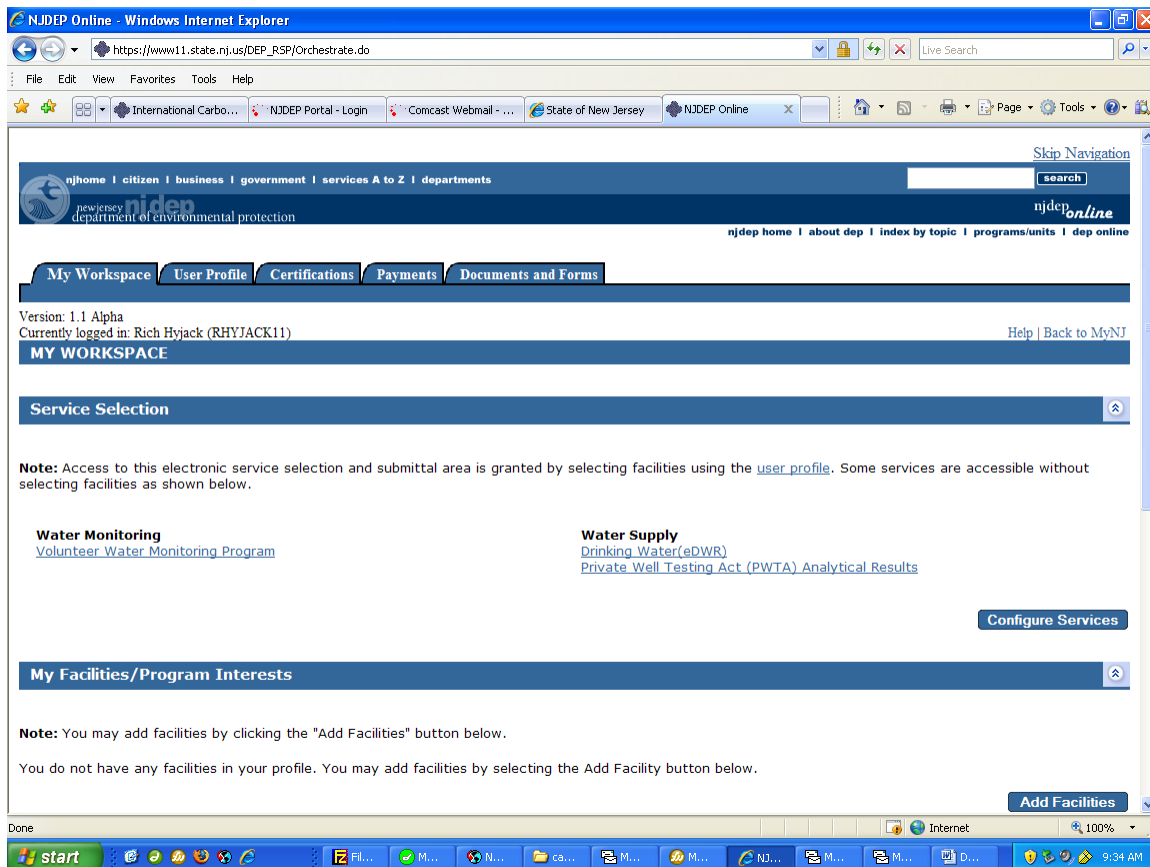 NJDEP Online - Windows Internet Explorer
https://www11.state.nj.us/DEP_RSP/Orchestrate.do
Live Search
File Edit View Favorites Tools Help
International Carbo... NJDEP Portal - Login Comcast Webmail - ... State of New Jersey NJDEP Online Page Tools
Skip Navigation
njhome | citizen | business | government | services A to Z | departments
search
newjersey njdep
department of environmental protection
njdeponline
njdep home | about dep | index by topic | programs/units | dep online
My Workspace User Profile Certifications Payments Documents and Forms
Version: 1.1 Alpha
Currently logged in: Rich Hyjack (RHYJACK11)
Help | Back to MyNJ
MY WORKSPACE
Service Selection
Note: Access to this electronic service selection and submittal area is granted by selecting facilities using the user profile. Some services are accessible without
selecting facilities as shown below.
Water Monitoring
Volunteer Water Monitoring Program
Water Supply
Drinking Water(eDWR)
Private Well Testing Act (PWTA) Analytical Results
Configure Services
My Facilities/Program Interests
Note: You may add facilities by clicking the "Add Facilities" button below.
You do not have any facilities in your profile. You may add facilities by selecting the Add Facility button below.
Add Facilities
Done Internet 100%
start Fil... M... N... ca... M... M... NJ... M... M... D... 9:34 AM